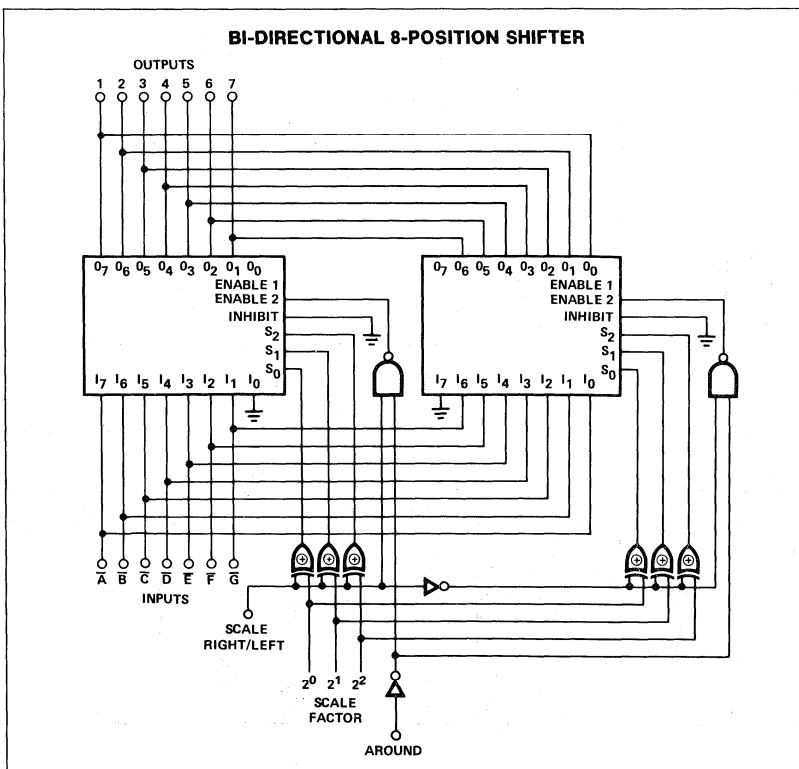 BI-DIRECTIONAL 8-POSITION SHIFTER
OUTPUTS
1 2 3 4 5 6 7
O7 O6 O5 O4 O3 O2 O1 O0
ENABLE 1
ENABLE 2
INHIBIT
S2
S1
S0
I7 I6 I5 I4 I3 I2 I1 I0
O7 O6 O5 O4 O3 O2 O1 O0
ENABLE 1
ENABLE 2
INHIBIT
S2
S1
S0
I7 I6 I5 I4 I3 I2 I1 I0
A̅ B̅ C̅ D̅ E̅ F̅ G̅
INPUTS
SCALE
RIGHT/LEFT
2⁰ 2¹ 2²
SCALE
FACTOR
AROUND